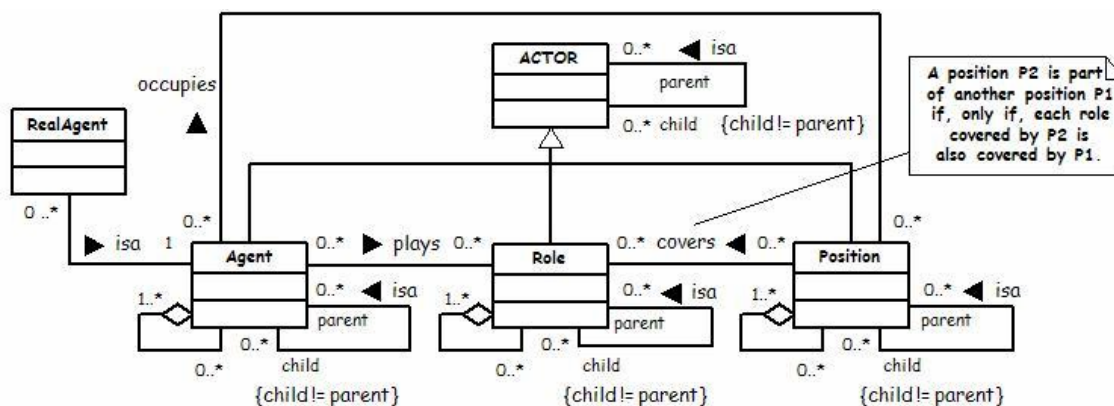 ACTOR
0..*
isa
parent
0..*
child
{child != parent}
occupies
RealAgent
0 ..*
isa
1
0..*
A position P2 is part
of another position P1
if, only if, each role
covered by P2 is
also covered by P1.
Agent
0..*
plays
0..*
Role
0..*
covers
0..*
Position
0..*
1..*
0..*
isa
parent
0..*
0..*
child
{child != parent}
1..*
0..*
isa
parent
0..*
0..*
child
{child != parent}
1..*
0..*
isa
parent
0..*
0..*
child
{child != parent}